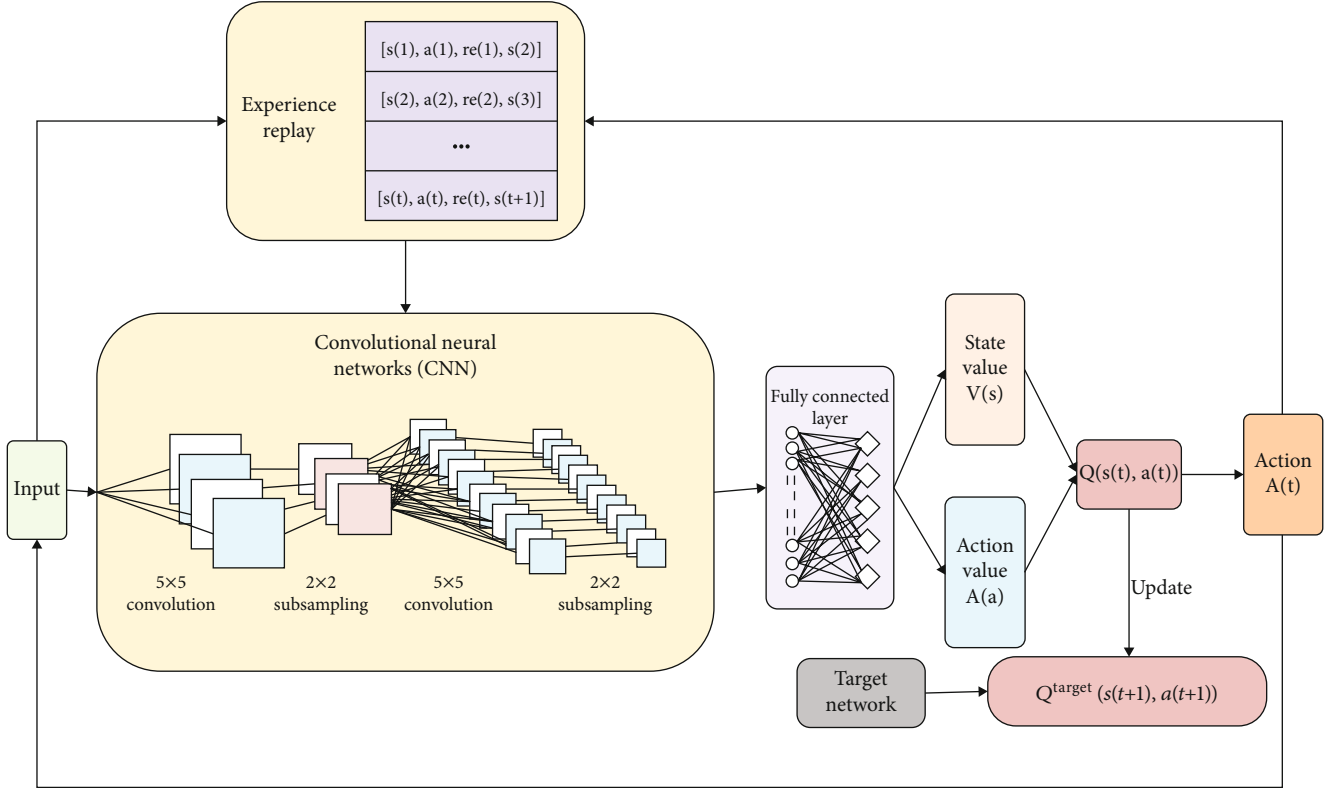 Experience
replay
[s(1), a(1), re(1), s(2)]
[s(2), a(2), re(2), s(3)]
...
[s(t), a(t), re(t), s(t+1)]
Convolutional neural
networks (CNN)
Input
5×5
convolution
2×2
subsampling
5×5
convolution
2×2
subsampling
Fully connected
layer
State
value
V(s)
Action
value
A(a)
Q(s(t), a(t))
Action
A(t)
Update
Target
network
Q^target (s(t+1), a(t+1))